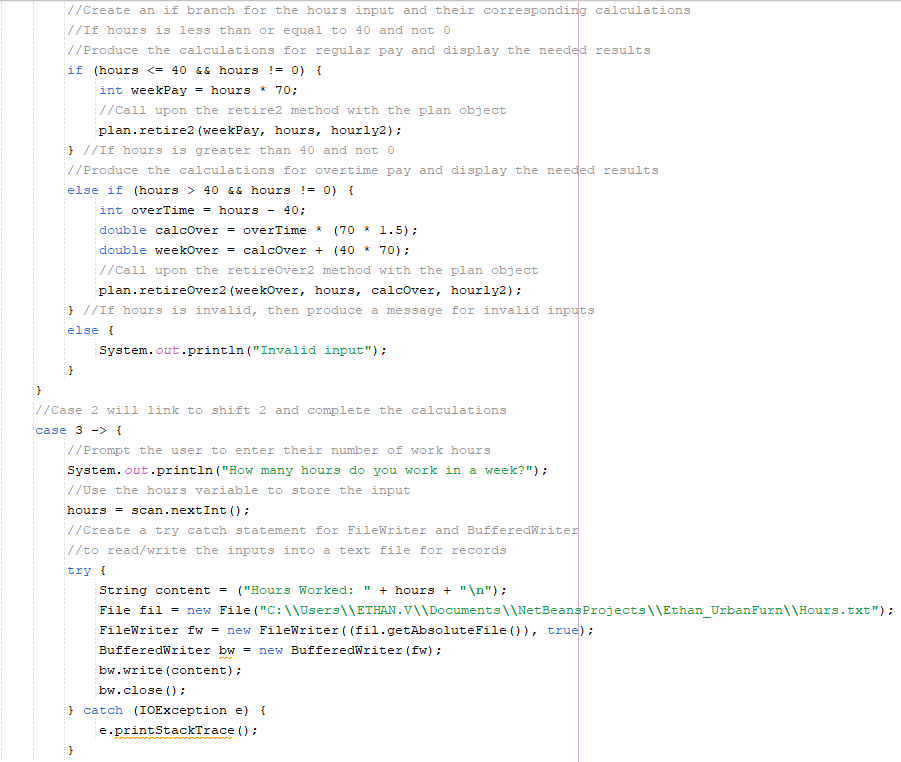 //Create an if branch for the hours input and their corresponding calculations
//If hours is less than or equal to 40 and not 0
//Produce the calculations for regular pay and display the needed results
if (hours <= 40 && hours != 0) {
int weekPay = hours * 70;
//Call upon the retire2 method with the plan object
plan.retire2(weekPay, hours, hourly2);
} //If hours is greater than 40 and not 0
//Produce the calculations for overtime pay and display the needed results
else if (hours > 40 && hours != 0) {
int overTime = hours - 40;
double calcOver = overTime * (70 * 1.5);
double weekOver = calcOver + (40 * 70);
//Call upon the retireOver2 method with the plan object
plan.retireOver2(weekOver, hours, calcOver, hourly2);
} //If hours is invalid, then produce a message for invalid inputs
else {
System.out.println("Invalid input");
}
}
//Case 2 will link to shift 2 and complete the calculations
case 3 -> {
//Prompt the user to enter their number of work hours
System.out.println("How many hours do you work in a week?");
//Use the hours variable to store the input
hours = scan.nextInt();
//Create a try catch statement for FileWriter and BufferedWriter
//to read/write the inputs into a text file for records
try {
String content = ("Hours Worked: " + hours + "\n");
File fil = new File("C:\\Users\\ETHAN.V\\Documents\\NetBeansProjects\\Ethan_UrbanFurn\\Hours.txt");
FileWriter fw = new FileWriter((fil.getAbsoluteFile()), true);
BufferedWriter bw = new BufferedWriter(fw);
bw.write(content);
bw.close();
} catch (IOException e) {
e.printStackTrace();
}